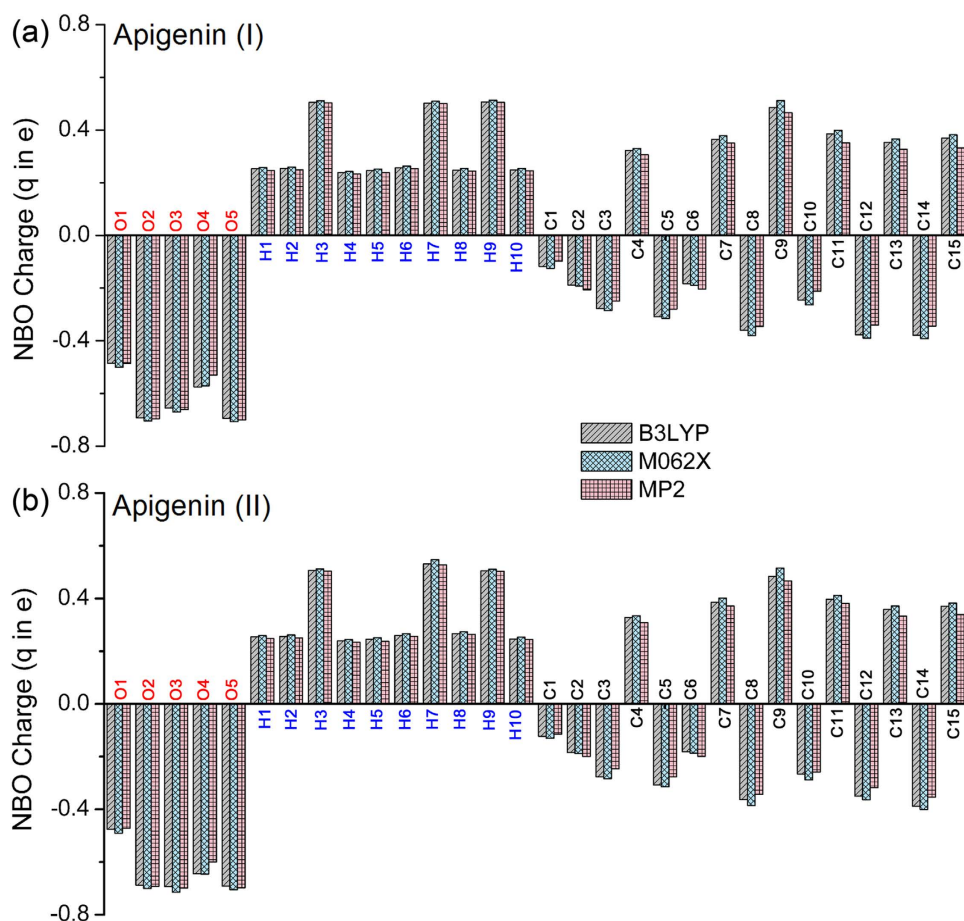 (a) Apigenin (I)
NBO Charge (q in e)
0.8
0.4
0.0
-0.4
-0.8
O1 O2 O3 O4 O5
H1 H2 H3 H4 H5 H6 H7 H8 H9 H10
C1 C2 C3 C4 C5 C6 C7 C8 C9 C10 C11 C12 C13 C14 C15
B3LYP
M062X
MP2
(b) Apigenin (II)
NBO Charge (q in e)
0.8
0.4
0.0
-0.4
-0.8
O1 O2 O3 O4 O5
H1 H2 H3 H4 H5 H6 H7 H8 H9 H10
C1 C2 C3 C4 C5 C6 C7 C8 C9 C10 C11 C12 C13 C14 C15